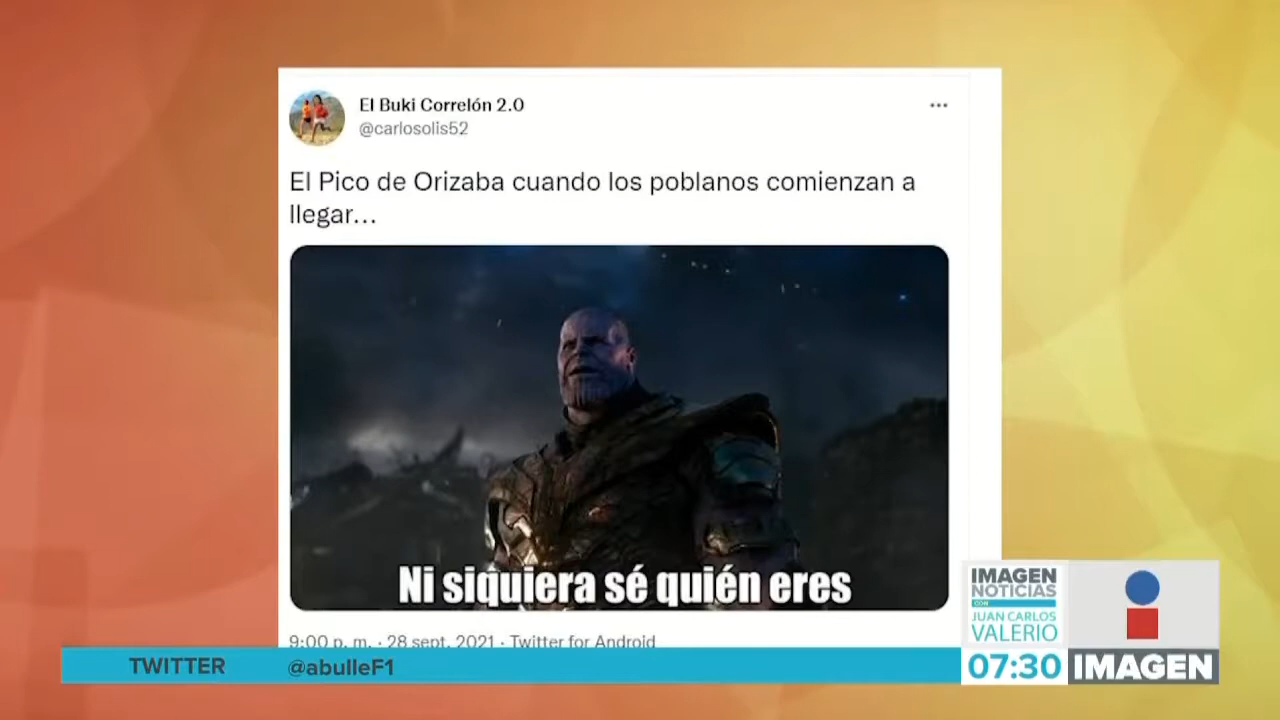 El Buki Correlón 2.0
@carlosolis52
El Pico de Orizaba cuando los poblanos comienzan a
llegar...
Ni siquiera sé quién eres
9:00 p. m. · 28 sept. 2021 · Twitter for Android
TWITTER @abulleF1
IMAGEN
NOTICIAS
CON
JUAN CARLOS
VALERIO
07:30 IMAGEN